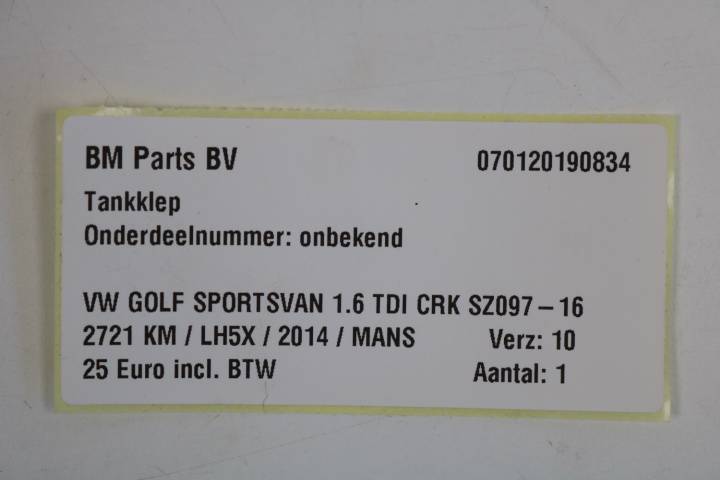 BM Parts BV 070120190834
Tankklep
Onderdeelnummer: onbekend
VW GOLF SPORTSVAN 1.6 TDI CRK SZ097-16
2721 KM / LH5X / 2014 / MANS Verz: 10
25 Euro incl. BTW Aantal: 1